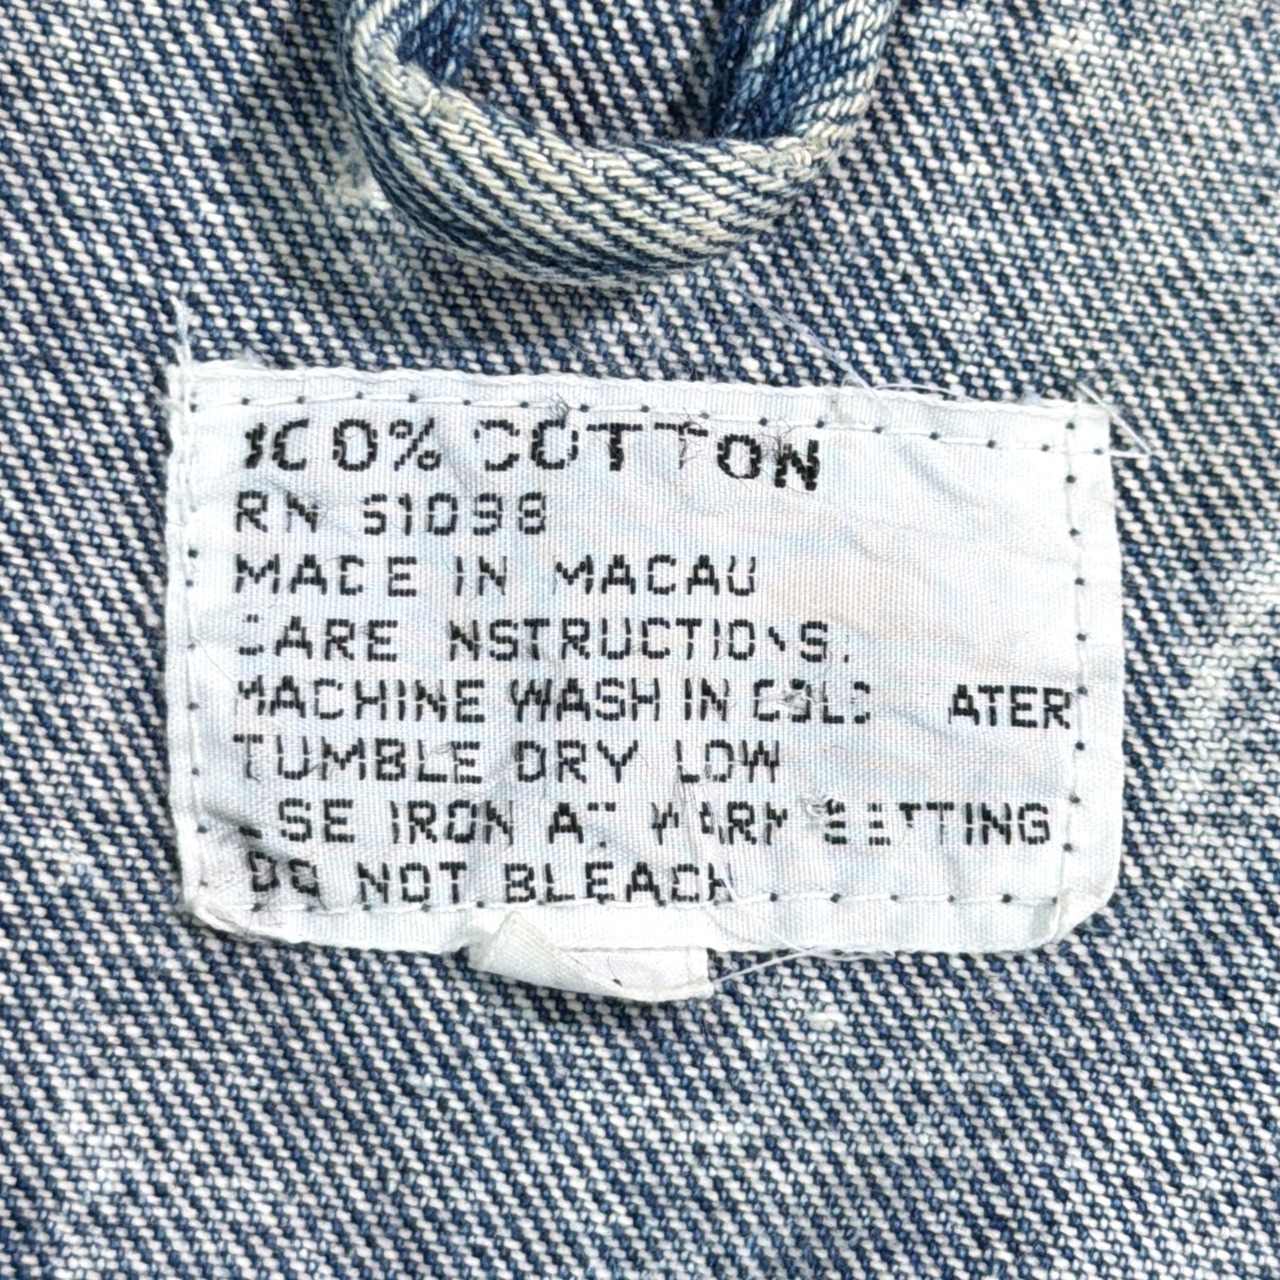 100% COTTON
RN 61098
MADE IN MACAU
CARE INSTRUCTIONS:
MACHINE WASH IN COLD WATER
TUMBLE DRY LOW
USE IRON AT WARM SETTING
DO NOT BLEACH